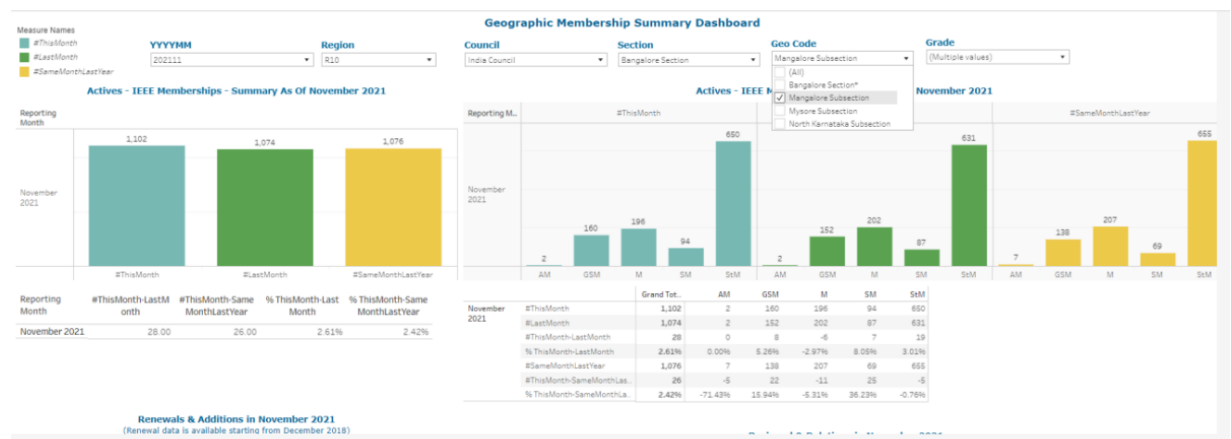 Geographic Membership Summary Dashboard
Measure Names
#ThisMonth
#LastMonth
#SameMonthLastYear
YYYYMM
202111
Region
R10
Council
India Council
Section
Bangalore Section
Geo Code
Mangalore Subsection
(All)
Bangalore Section*
Mangalore Subsection
Mysore Subsection
North Karnataka Subsection
Grade
(Multiple values)
Actives - IEEE Memberships - Summary As Of November 2021
Reporting
Month
1,102
1,074
1,076
November
2021
#ThisMonth
#LastMonth
#SameMonthLastYear
Reporting
Month
#ThisMonth-LastM
onth
#ThisMonth-Same
MonthLastYear
% ThisMonth-Last
Month
% ThisMonth-Same
MonthLastYear
November 2021 28.00 26.00 2.61% 2.42%
Renewals & Additions in November 2021
(Renewal data is available starting from December 2018)
Actives - IEEE M
November 2021
Reporting M.. #ThisMonth #SameMonthLastYear
November
2021
2 160 196 94 650
2 152 202 87 631
7 138 207 69 655
AM GSM M SM StM AM GSM M SM StM AM GSM M SM StM
Grand Tot.. AM GSM M SM StM
November
2021
#ThisMonth 1,102 2 160 196 94 650
#LastMonth 1,074 2 152 202 87 631
#ThisMonth-LastMonth 28 0 8 -6 7 19
% ThisMonth-LastMonth 2.61% 0.00% 5.26% -2.97% 8.05% 3.01%
#SameMonthLastYear 1,076 7 138 207 69 655
#ThisMonth-SameMonthLas.. 26 -5 22 -11 25 -5
% ThisMonth-SameMonthLa.. 2.42% -71.43% 15.94% -5.31% 36.23% -0.76%